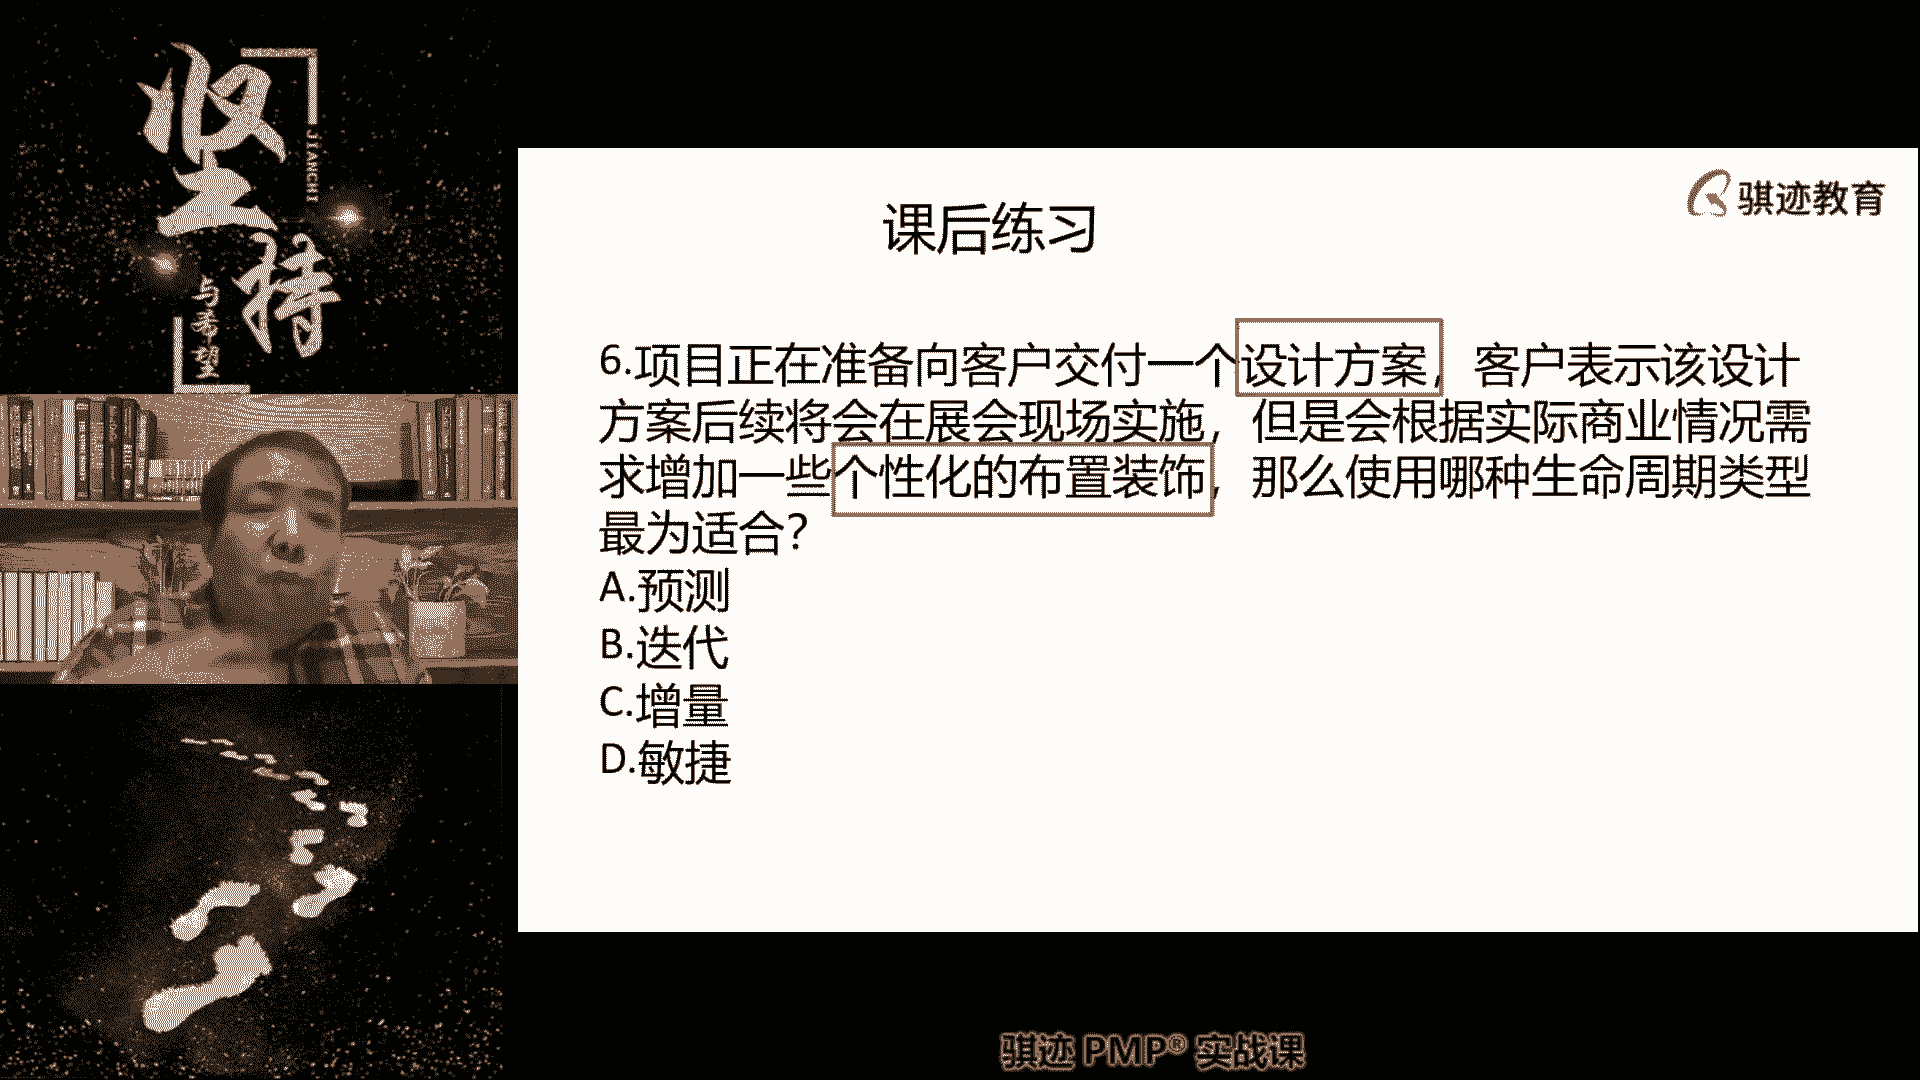 坚持
JIANCHI
与希望
骐迹教育
课后练习
6.项目正在准备向客户交付一个设计方案，客户表示该设计
方案后续将会在展会现场实施，但是会根据实际商业情况需
求增加一些个性化的布置装饰，那么使用哪种生命周期类型
最为适合？
A.预测
B.迭代
C.增量
D.敏捷
骐迹 PMP® 实战课